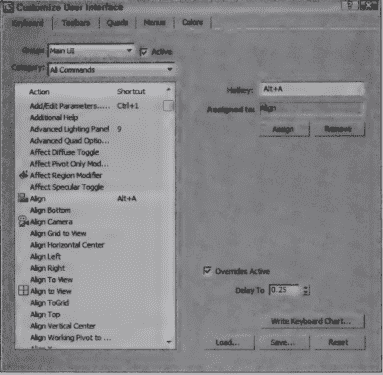 Customize User Interface
Keyboard Toolbars Quads Menus Colors
Group: Main UI Active
Category: All Commands
Action Shortcut
Add/Edit Parameters..... Ctrl+1
Additional Help
Advanced Lighting Panel 9
Advanced Quad Optio...
Affect Diffuse Toggle
Affect Pivot Only Mod...
Affect Region Modifier
Affect Specular Toggle
Align Alt+A
Align Bottom
Align Camera
Align Grid to View
Align Horizontal Center
Align Left
Align Right
Align To View
Align to View
Align ToGrid
Align Top
Align Vertical Center
Align Working Pivot to ...
Hotkey: Alt+A
Assigned to: Align
Assign Remove
Overrides Active
Delay To 0.25
Write Keyboard Chart...
Load... Save... Reset